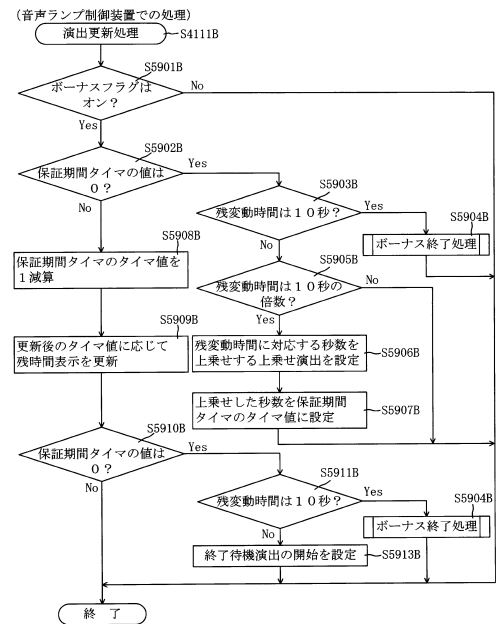 (音声ランプ制御装置での処理)
演出更新処理
S4111B
S5901B
ボーナスフラグは
オン?
No
Yes
S5902B
保証期間タイマの値は
0?
Yes
No
S5903B
残変動時間は10秒?
Yes
No
S5904B
ボーナス終了処理
S5905B
残変動時間は10秒の
倍数?
No
Yes
S5908B
保証期間タイマのタイマ値を
1減算
残変動時間に対応する秒数を
上乗せする上乗せ演出を設定
S5906B
S5909B
更新後のタイマ値に応じて
残時間表示を更新
上乗せした秒数を保証期間
タイマのタイマ値に設定
S5907B
S5910B
保証期間タイマの値は
0?
Yes
No
S5911B
残変動時間は10秒?
Yes
No
S5904B
ボーナス終了処理
終了待機演出の開始を設定
S5913B
終 了